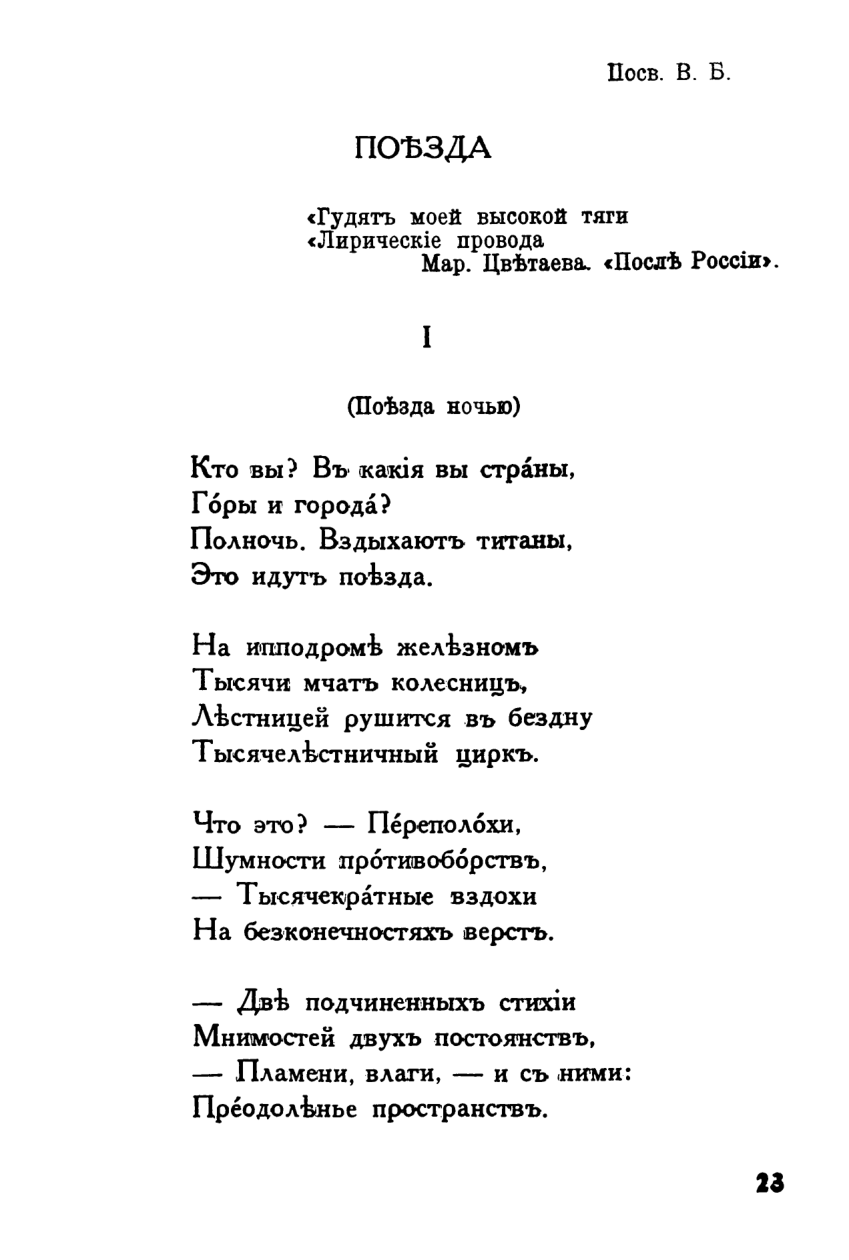 Посв. В. Б.
ПОѢЗДА
«Гудятъ моей высокой тяги
«Лирическіе провода
Мар. Цвѣтаева. «Послѣ Россіи».
I
(Поѣзда ночью)
Кто вы? Въ какія вы стра́ны,
Го́ры и города́?
Полночь. Вздыхаютъ титаны,
Это идутъ поѣзда.
На ипподромѣ желѣзномъ
Тысячи мчатъ колесницъ,
Лѣстницей рушится въ бездну
Тысячелѣстничный циркъ.
Что это? — Пе́реполо́хи,
Шумности про́тивобо́рствъ,
— Тысячекра́тные вздохи
На безконечностяхъ верстъ.
— Двѣ подчиненныхъ стихіи
Мнимостей двухъ постоянствъ,
— Пламени, влаги, — и съ ними:
Пре́одолѣнье пространствъ.
23